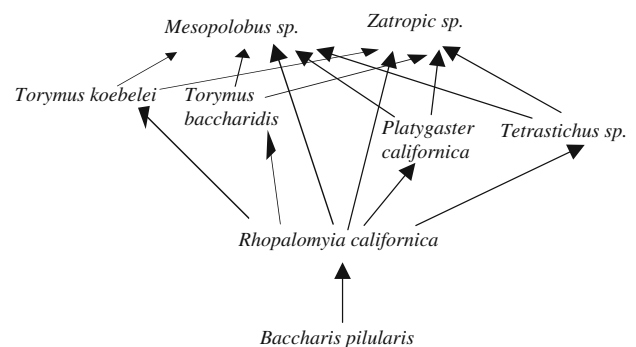 Mesopolobus sp.
Zatropic sp.
Torymus koebelei
Torymus
baccharidis
Platygaster
californica
Tetrastichus sp.
Rhopalomyia californica
Baccharis pilularis